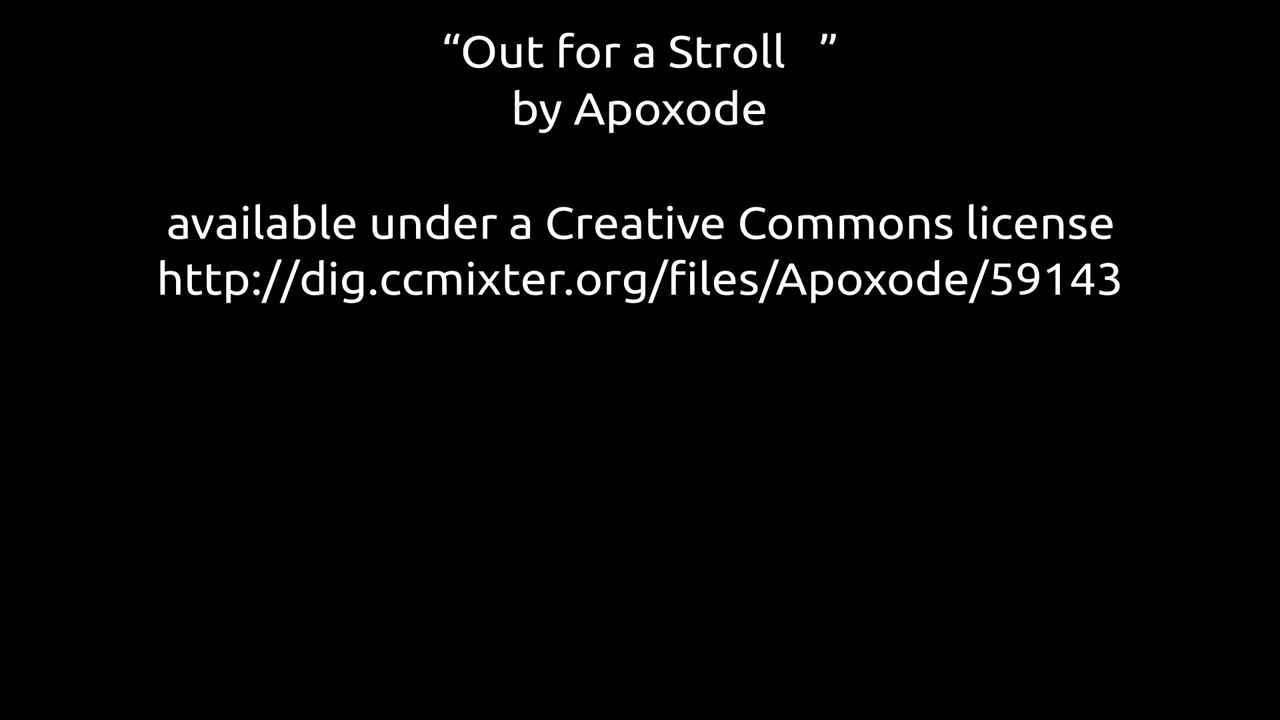 “Out for a Stroll   ”
by Apoxode
available under a Creative Commons license
http://dig.ccmixter.org/files/Apoxode/59143